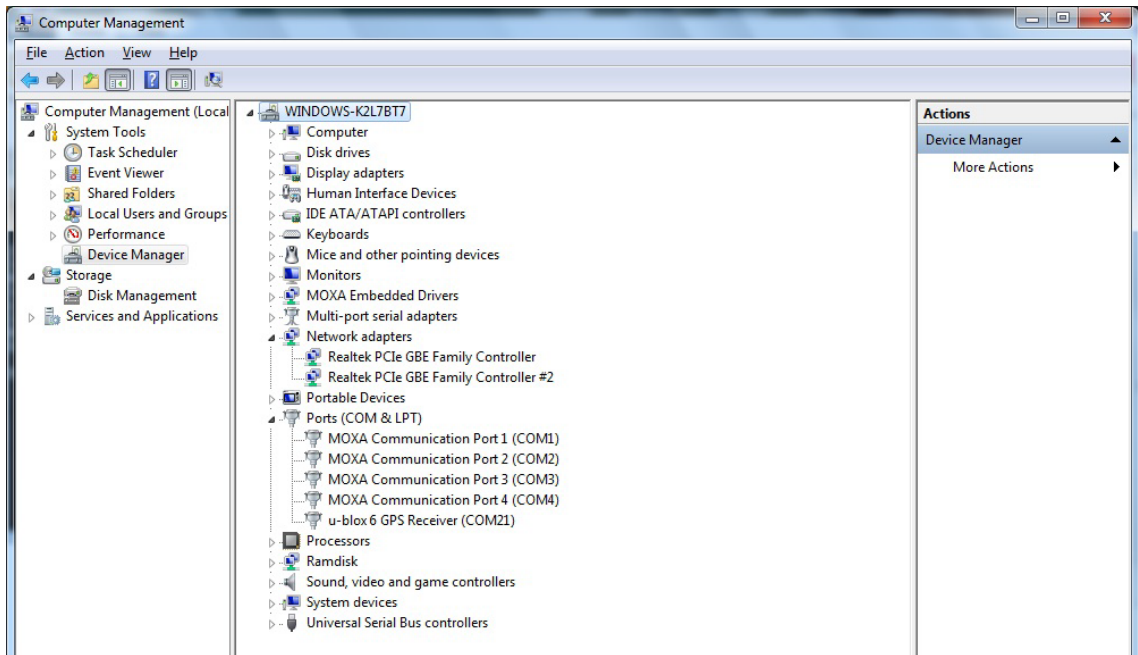 Computer Management
File Action View Help
Computer Management (Local
System Tools
Task Scheduler
Event Viewer
Shared Folders
Local Users and Groups
Performance
Device Manager
Storage
Disk Management
Services and Applications
WINDOWS-K2L7BT7
Computer
Disk drives
Display adapters
Human Interface Devices
IDE ATA/ATAPI controllers
Keyboards
Mice and other pointing devices
Monitors
MOXA Embedded Drivers
Multi-port serial adapters
Network adapters
Realtek PCIe GBE Family Controller
Realtek PCIe GBE Family Controller #2
Portable Devices
Ports (COM & LPT)
MOXA Communication Port 1 (COM1)
MOXA Communication Port 2 (COM2)
MOXA Communication Port 3 (COM3)
MOXA Communication Port 4 (COM4)
u-blox 6 GPS Receiver (COM21)
Processors
Ramdisk
Sound, video and game controllers
System devices
Universal Serial Bus controllers
Actions
Device Manager
More Actions